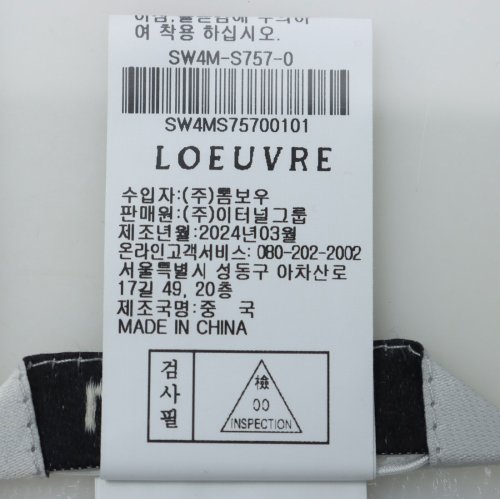 여 착용 하십시오.
SW4M-S757-0
SW4MS75700101
LOEUVRE
수입자:(주)톰보우
판매원:(주)이터널그룹
제조년월:2024년03월
온라인고객서비스: 080-202-2002
서울특별시 성동구 아차산로
17길 49, 20층
제조국명:중 국
MADE IN CHINA
검사필
檢
00
INSPECTION